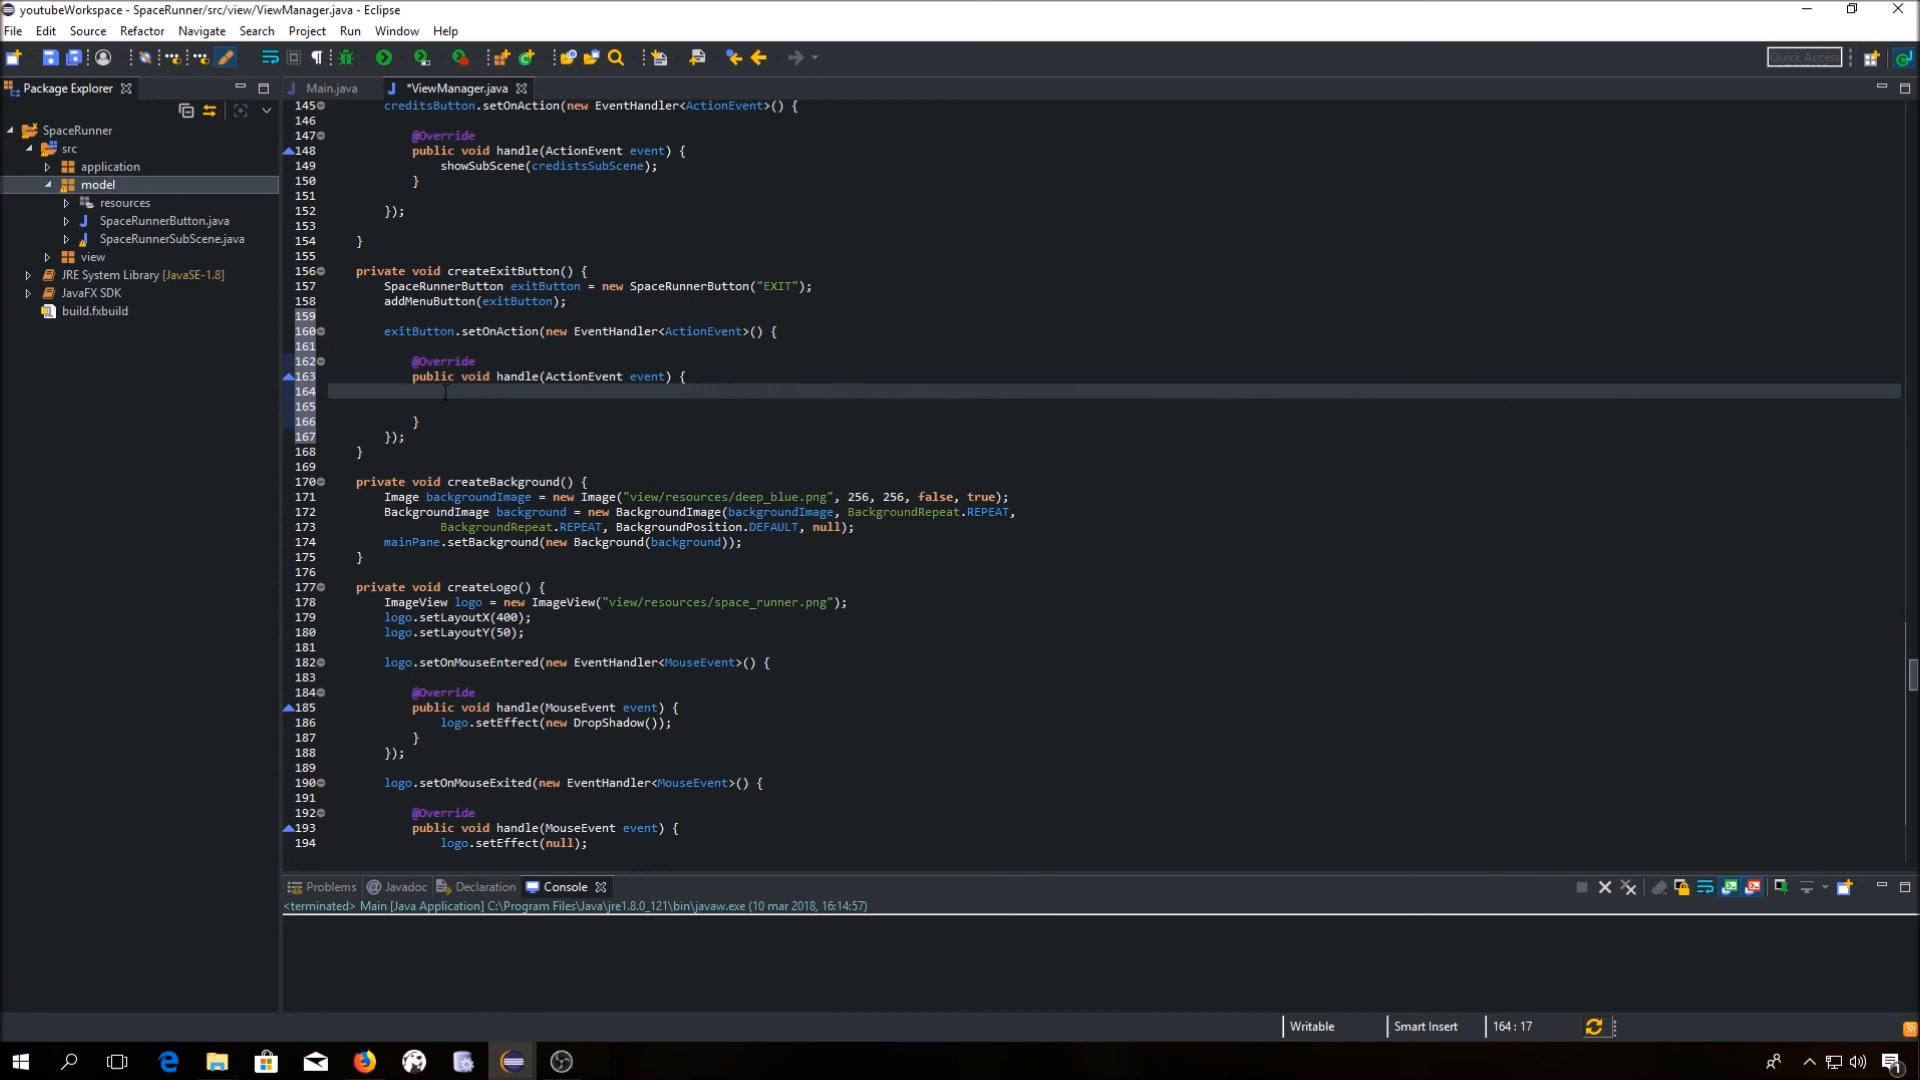 youtubeWorkspace - SpaceRunner/src/view/ViewManager.java - Eclipse
File Edit Source Refactor Navigate Search Project Run Window Help
Quick Access
Package Explorer
Main.java
*ViewManager.java
SpaceRunner
src
application
model
resources
SpaceRunnerButton.java
SpaceRunnerSubScene.java
view
JRE System Library [JavaSE-1.8]
JavaFX SDK
build.fxbuild
145 creditsButton.setOnAction(new EventHandler<ActionEvent>() {
146
147 @Override
148 public void handle(ActionEvent event) {
149 showSubScene(credistsSubScene);
150 }
151
152 });
153
154 }
155
156 private void createExitButton() {
157 SpaceRunnerButton exitButton = new SpaceRunnerButton("EXIT");
158 addMenuButton(exitButton);
159
160 exitButton.setOnAction(new EventHandler<ActionEvent>() {
161
162 @Override
163 public void handle(ActionEvent event) {
164
165
166 }
167 });
168 }
169
170 private void createBackground() {
171 Image backgroundImage = new Image("view/resources/deep_blue.png", 256, 256, false, true);
172 BackgroundImage background = new BackgroundImage(backgroundImage, BackgroundRepeat.REPEAT,
173 BackgroundRepeat.REPEAT, BackgroundPosition.DEFAULT, null);
174 mainPane.setBackground(new Background(background));
175 }
176
177 private void createLogo() {
178 ImageView logo = new ImageView("view/resources/space_runner.png");
179 logo.setLayoutX(400);
180 logo.setLayoutY(50);
181
182 logo.setOnMouseEntered(new EventHandler<MouseEvent>() {
183
184 @Override
185 public void handle(MouseEvent event) {
186 logo.setEffect(new DropShadow());
187 }
188 });
189
190 logo.setOnMouseExited(new EventHandler<MouseEvent>() {
191
192 @Override
193 public void handle(MouseEvent event) {
194 logo.setEffect(null);
Problems @ Javadoc Declaration Console
<terminated> Main [Java Application] C:\Program Files\Java\jre1.8.0_121\bin\javaw.exe (10 mar 2018, 16:14:57)
Writable Smart Insert 164 : 17
1